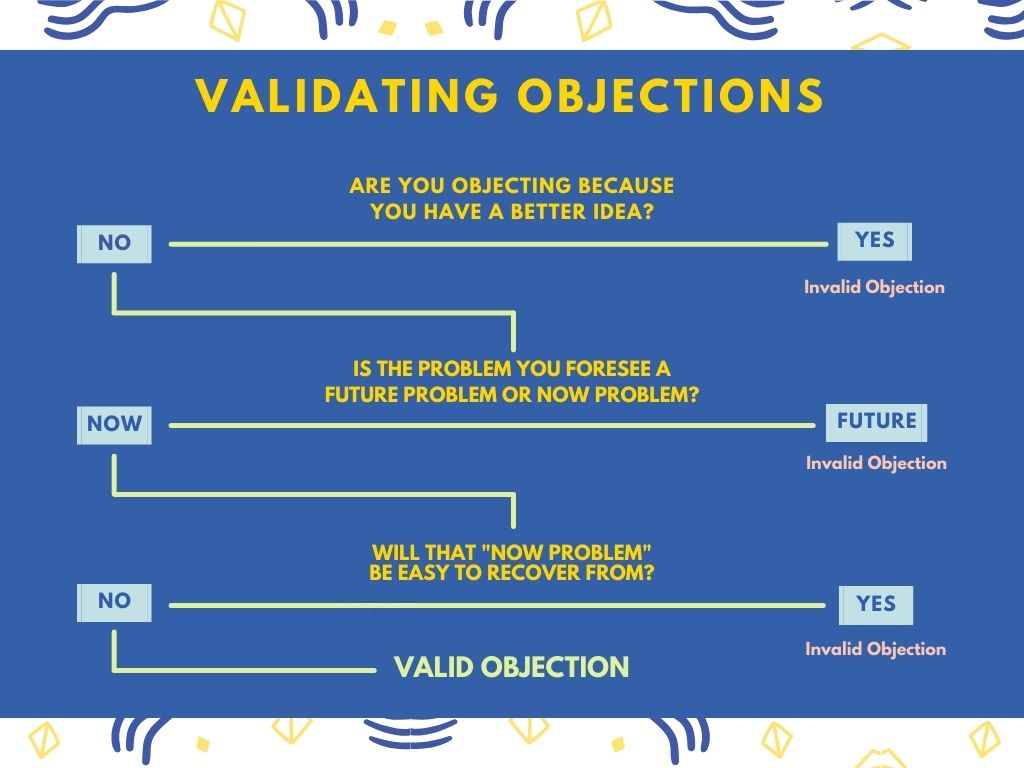 VALIDATING OBJECTIONS
ARE YOU OBJECTING BECAUSE
YOU HAVE A BETTER IDEA?
NO
YES
Invalid Objection
IS THE PROBLEM YOU FORESEE A
FUTURE PROBLEM OR NOW PROBLEM?
NOW
FUTURE
Invalid Objection
WILL THAT "NOW PROBLEM"
BE EASY TO RECOVER FROM?
NO
YES
Invalid Objection
VALID OBJECTION